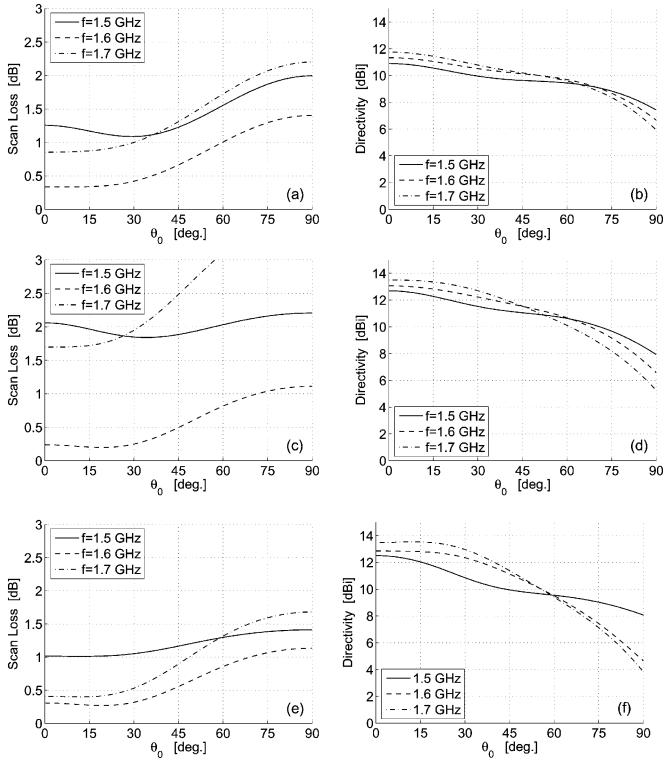 3
2.5
2
1.5
1
0.5
0
Scan Loss [dB]
f=1.5 GHz
f=1.6 GHz
f=1.7 GHz
(a)
0 15 30 45 60 75 90
θ0 [deg.]
14
12
10
8
6
4
2
0
Directivity [dBi]
f=1.5 GHz
f=1.6 GHz
f=1.7 GHz
(b)
0 15 30 45 60 75 90
θ0 [deg.]
3
2.5
2
1.5
1
0.5
0
Scan Loss [dB]
f=1.5 GHz
f=1.6 GHz
f=1.7 GHz
(c)
0 15 30 45 60 75 90
θ0 [deg.]
14
12
10
8
6
4
2
0
Directivity [dBi]
f=1.5 GHz
f=1.6 GHz
f=1.7 GHz
(d)
0 15 30 45 60 75 90
θ0 [deg.]
3
2.5
2
1.5
1
0.5
0
Scan Loss [dB]
f=1.5 GHz
f=1.6 GHz
f=1.7 GHz
(e)
0 15 30 45 60 75 90
θ0 [deg.]
14
12
10
8
6
4
2
0
Directivity [dBi]
1.5 GHz
1.6 GHz
1.7 GHz
(f)
0 15 30 45 60 75 90
θ0 [deg.]